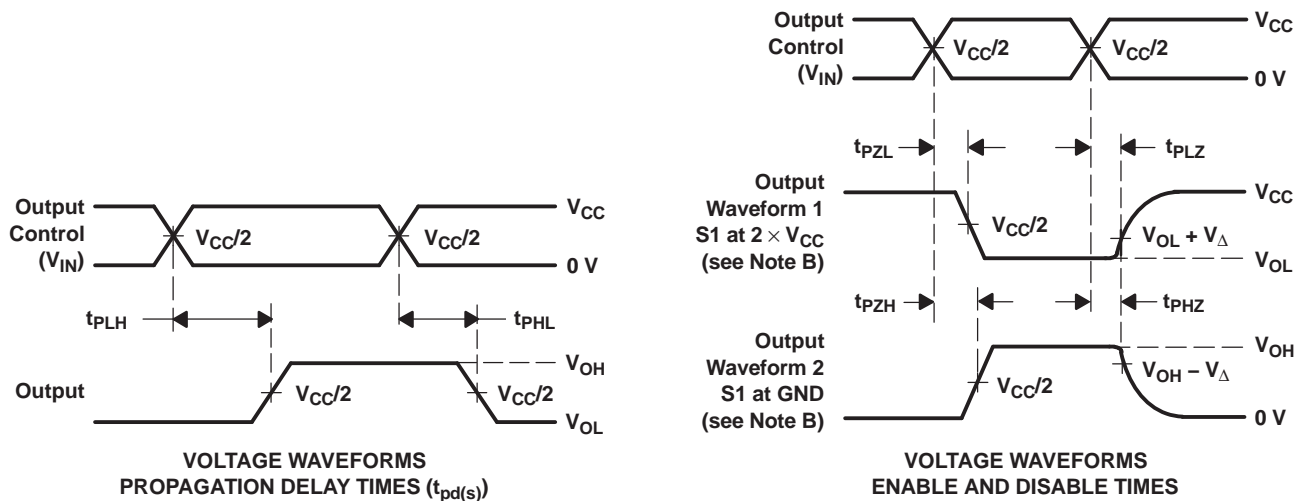 Output
Control
(VIN)
VCC
VCC/2
VCC/2
0 V
tPLH
tPHL
Output
VOH
VCC/2
VCC/2
VOL
VOLTAGE WAVEFORMS
PROPAGATION DELAY TIMES (tpd(s))
Output
Control
(VIN)
VCC
VCC/2
VCC/2
0 V
tPZL
tPLZ
Output
Waveform 1
S1 at 2 × VCC
(see Note B)
VCC
VCC/2
VOL + VΔ
VOL
tPZH
tPHZ
Output
Waveform 2
S1 at GND
(see Note B)
VOH
VOH − VΔ
VCC/2
0 V
VOLTAGE WAVEFORMS
ENABLE AND DISABLE TIMES